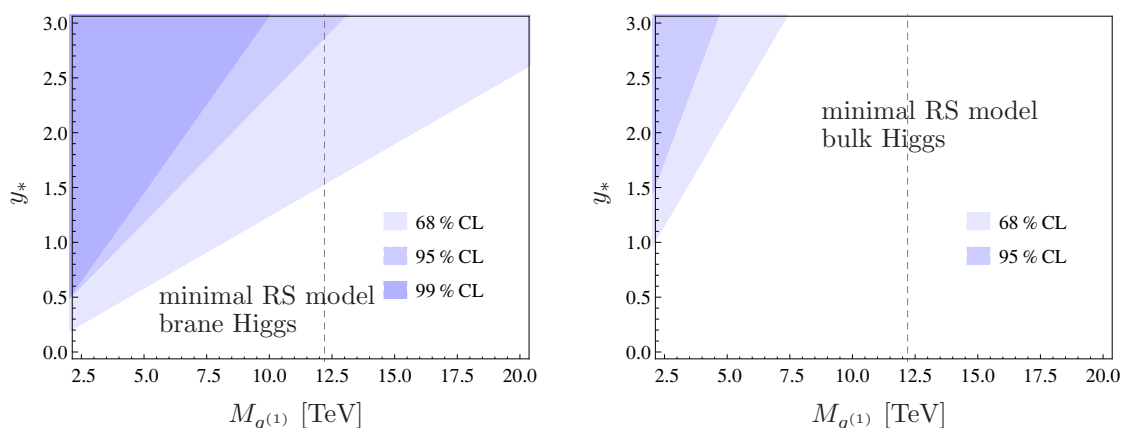 3.0
2.5
2.0
1.5
1.0
0.5
0.0
y*
68 % CL
95 % CL
99 % CL
minimal RS model
brane Higgs
2.5 5.0 7.5 10.0 12.5 15.0 17.5 20.0
M_g(1) [TeV]
3.0
2.5
2.0
1.5
1.0
0.5
0.0
y*
minimal RS model
bulk Higgs
68 % CL
95 % CL
2.5 5.0 7.5 10.0 12.5 15.0 17.5 20.0
M_g(1) [TeV]